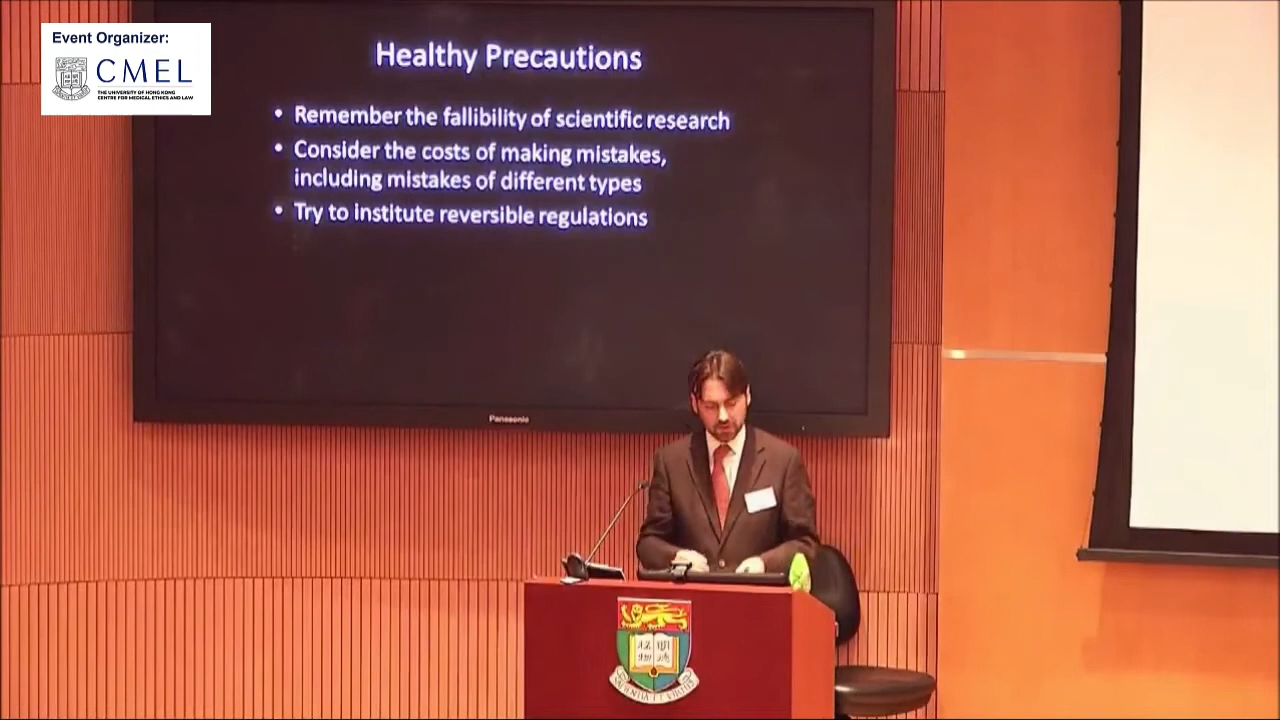 Event Organizer:
CMEL
THE UNIVERSITY OF HONG KONG
CENTRE FOR MEDICAL ETHICS AND LAW
Healthy Precautions
• Remember the fallibility of scientific research
• Consider the costs of making mistakes,
including mistakes of different types
• Try to institute reversible regulations
Panasonic